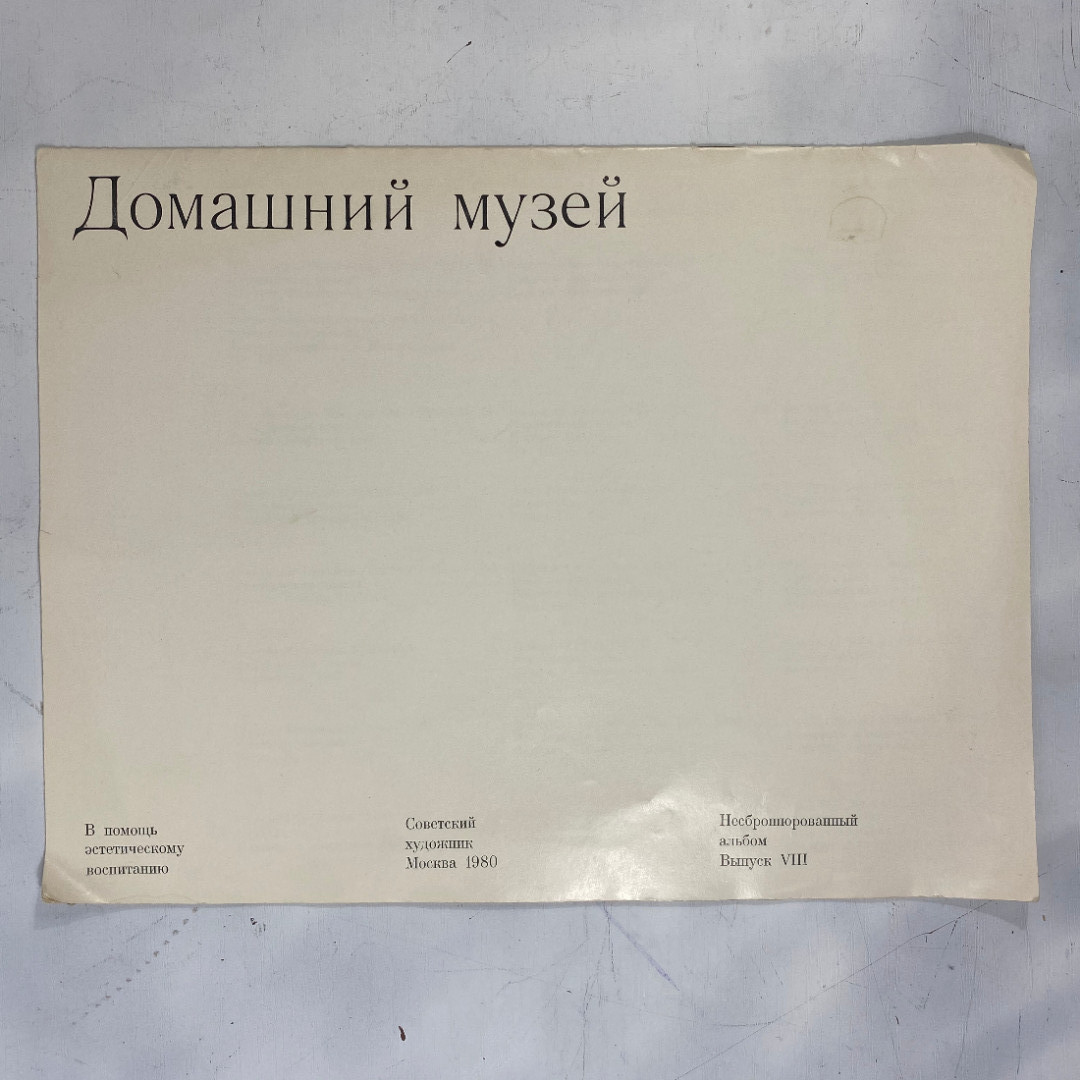 Домашний музей
В помощь
эстетическому
воспитанию
Советский
художник
Москва 1980
Несброшюрованный
альбом
Выпуск VIII